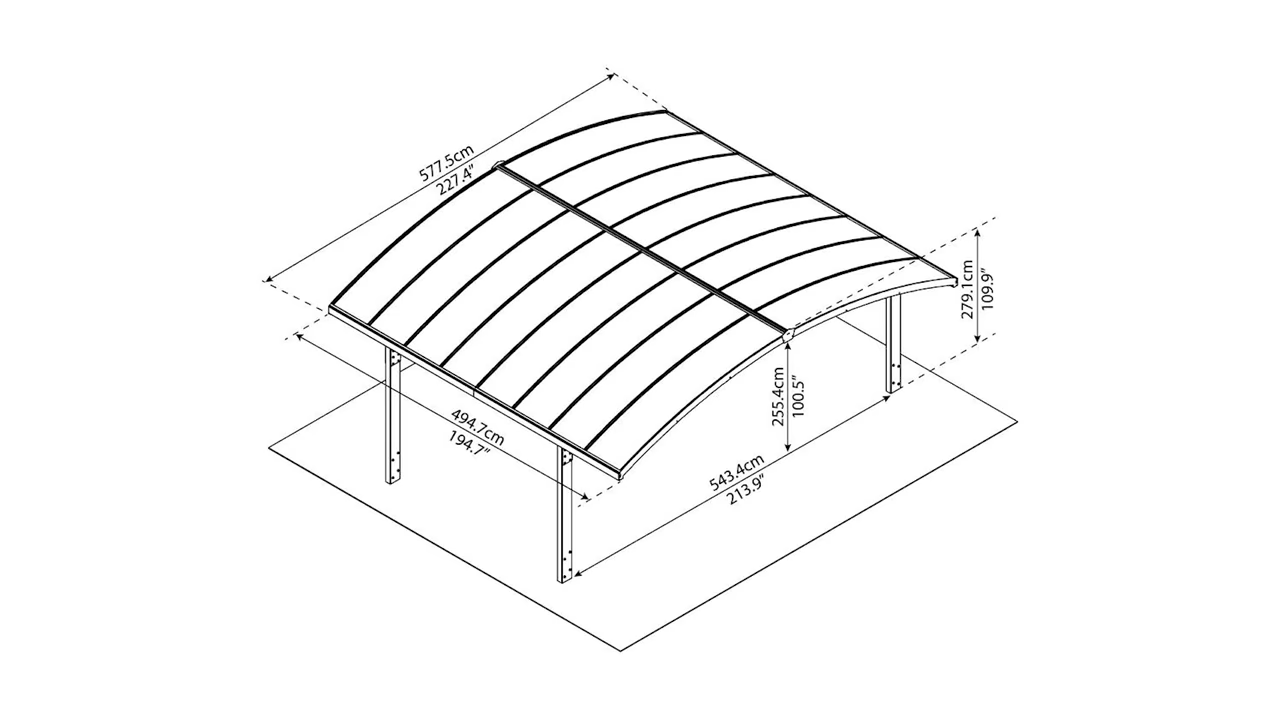 577.5cm
227.4”
279.1cm
109.9”
255.4cm
100.5”
494.7cm
194.7”
543.4cm
213.9”